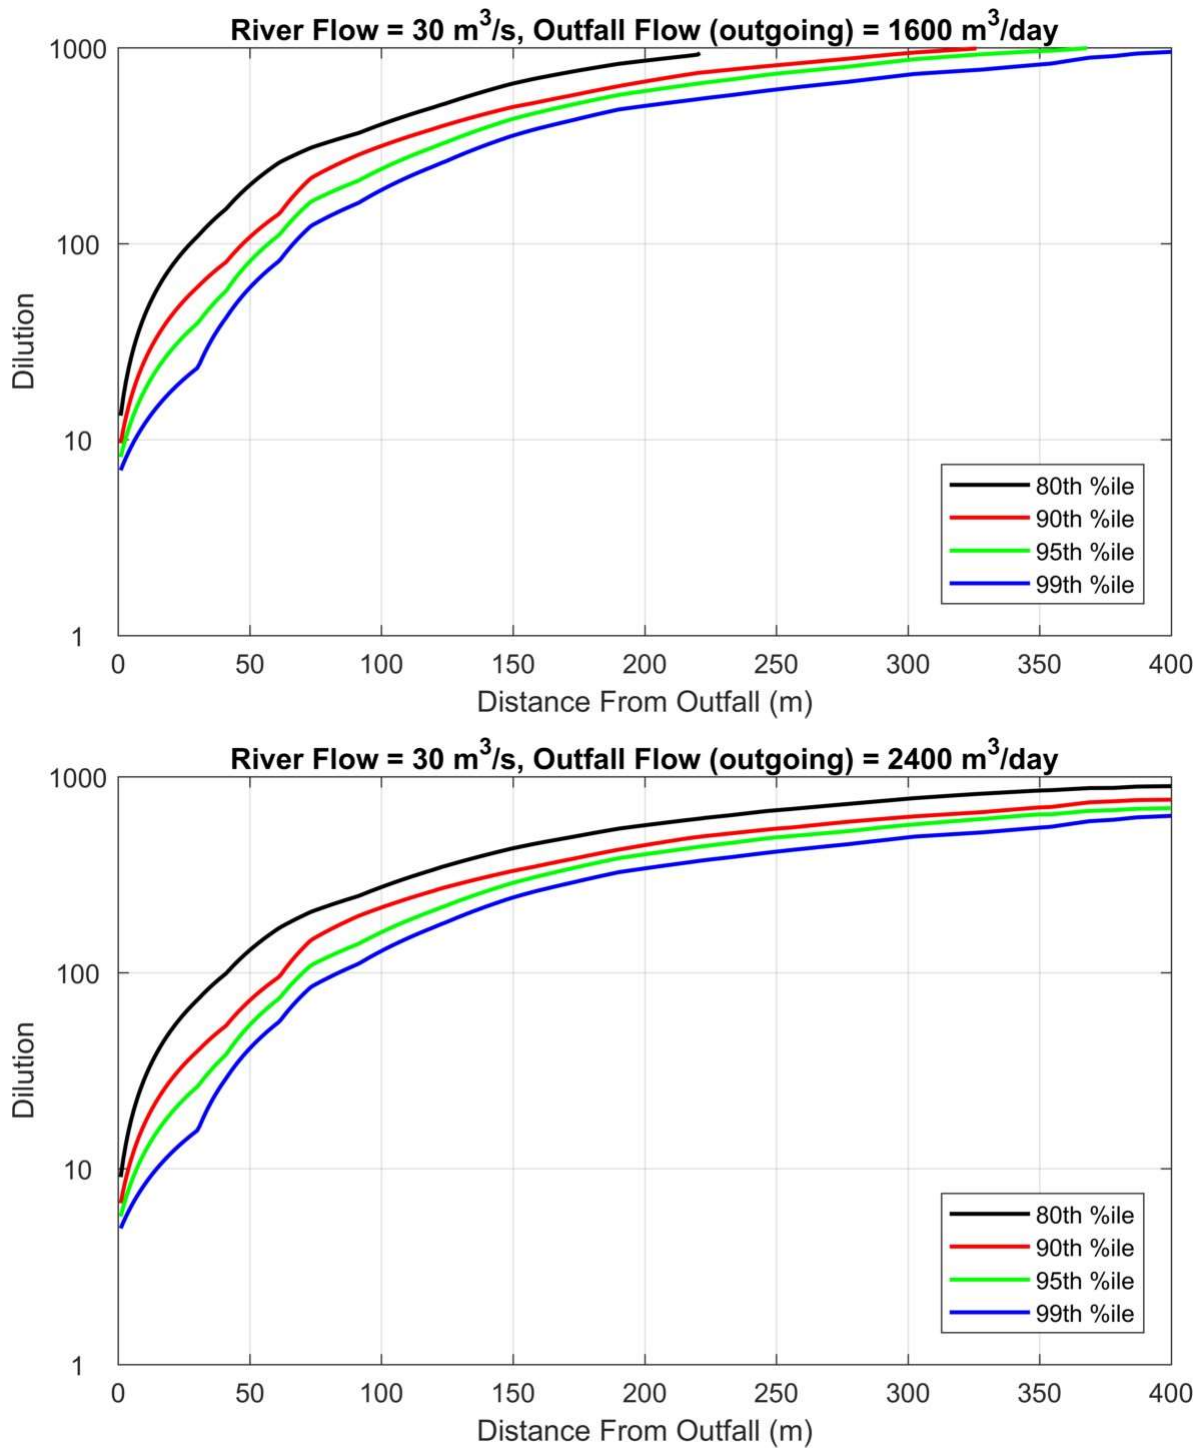 River Flow = 30 m³/s, Outfall Flow (outgoing) = 1600 m³/day
1000
100
10
1
Dilution
80th %ile
90th %ile
95th %ile
99th %ile
0 50 100 150 200 250 300 350 400
Distance From Outfall (m)
River Flow = 30 m³/s, Outfall Flow (outgoing) = 2400 m³/day
1000
100
10
1
Dilution
80th %ile
90th %ile
95th %ile
99th %ile
0 50 100 150 200 250 300 350 400
Distance From Outfall (m)